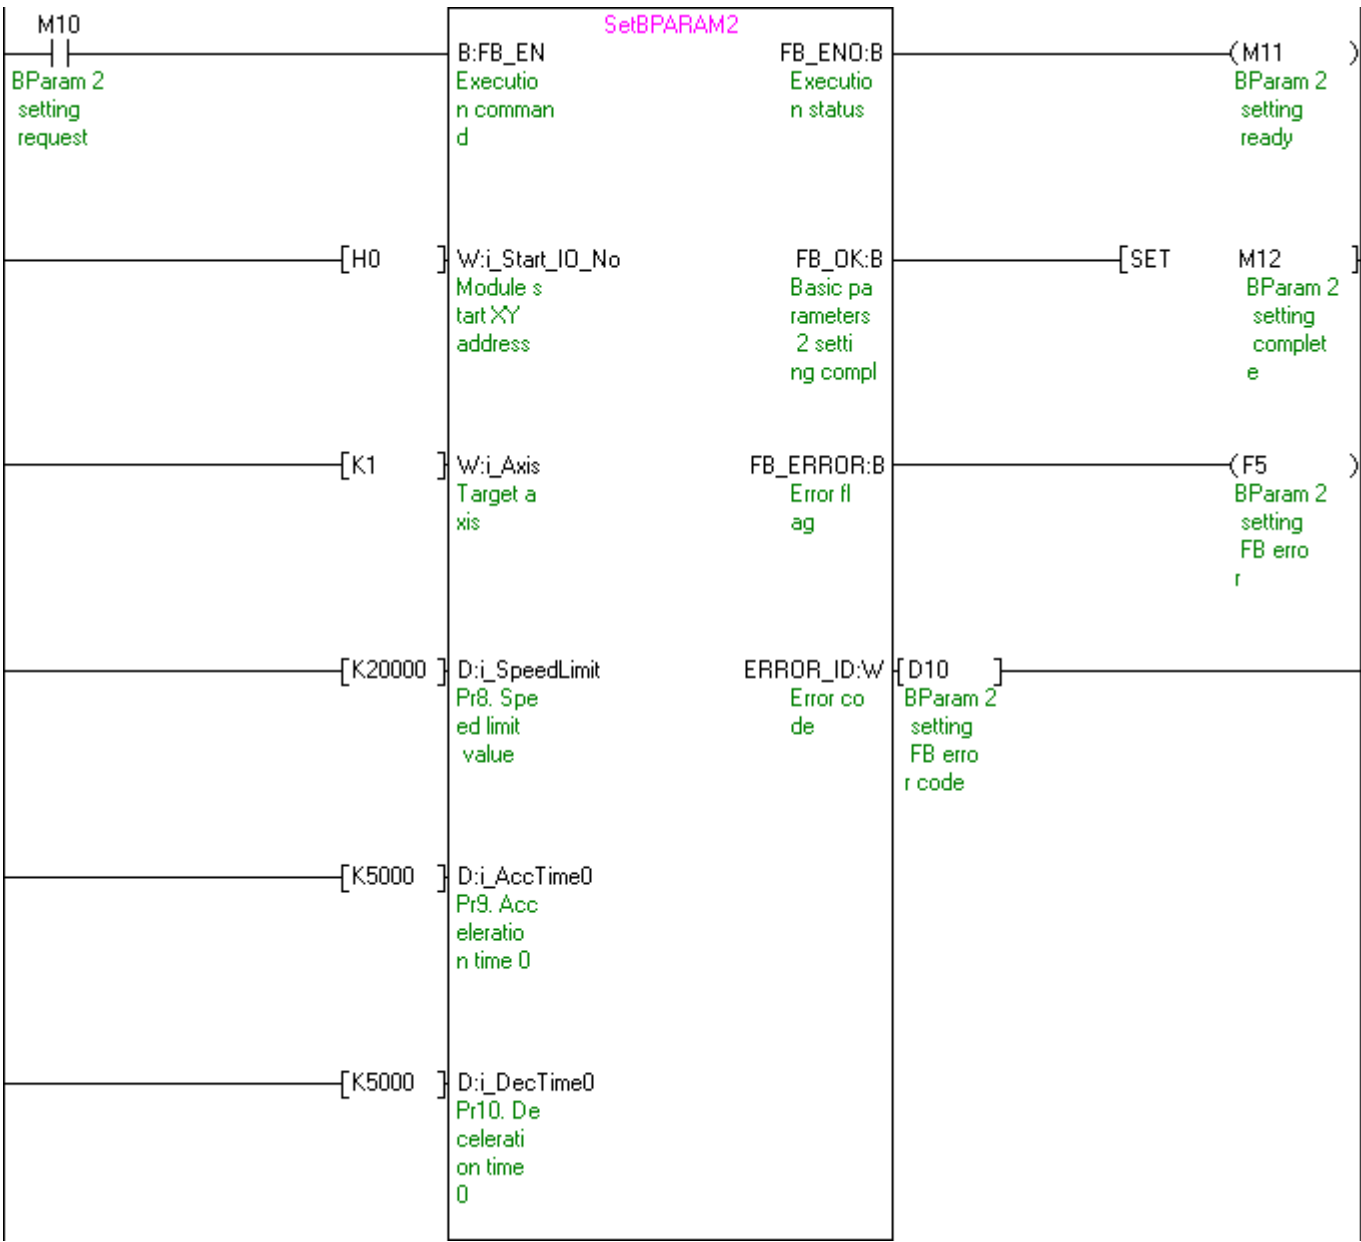 SetBPARAM2
M10
BParam 2
setting
request
B:FB_EN
Executio
n comman
d
FB_ENO:B
Executio
n status
(M11 )
BParam 2
setting
ready
[H0 ]
W:i_Start_IO_No
Module s
tart XY
address
FB_OK:B
Basic pa
rameters
2 setti
ng compl
[SET M12 ]
BParam 2
setting
complet
e
[K1 ]
W:i_Axis
Target a
xis
FB_ERROR:B
Error fl
ag
(F5 )
BParam 2
setting
FB erro
r
[K20000 ]
D:i_SpeedLimit
Pr8. Spe
ed limit
value
ERROR_ID:W
Error co
de
[D10 ]
BParam 2
setting
FB erro
r code
[K5000 ]
D:i_AccTime0
Pr9. Acc
eleratio
n time 0
[K5000 ]
D:i_DecTime0
Pr10. De
celerati
on time
0